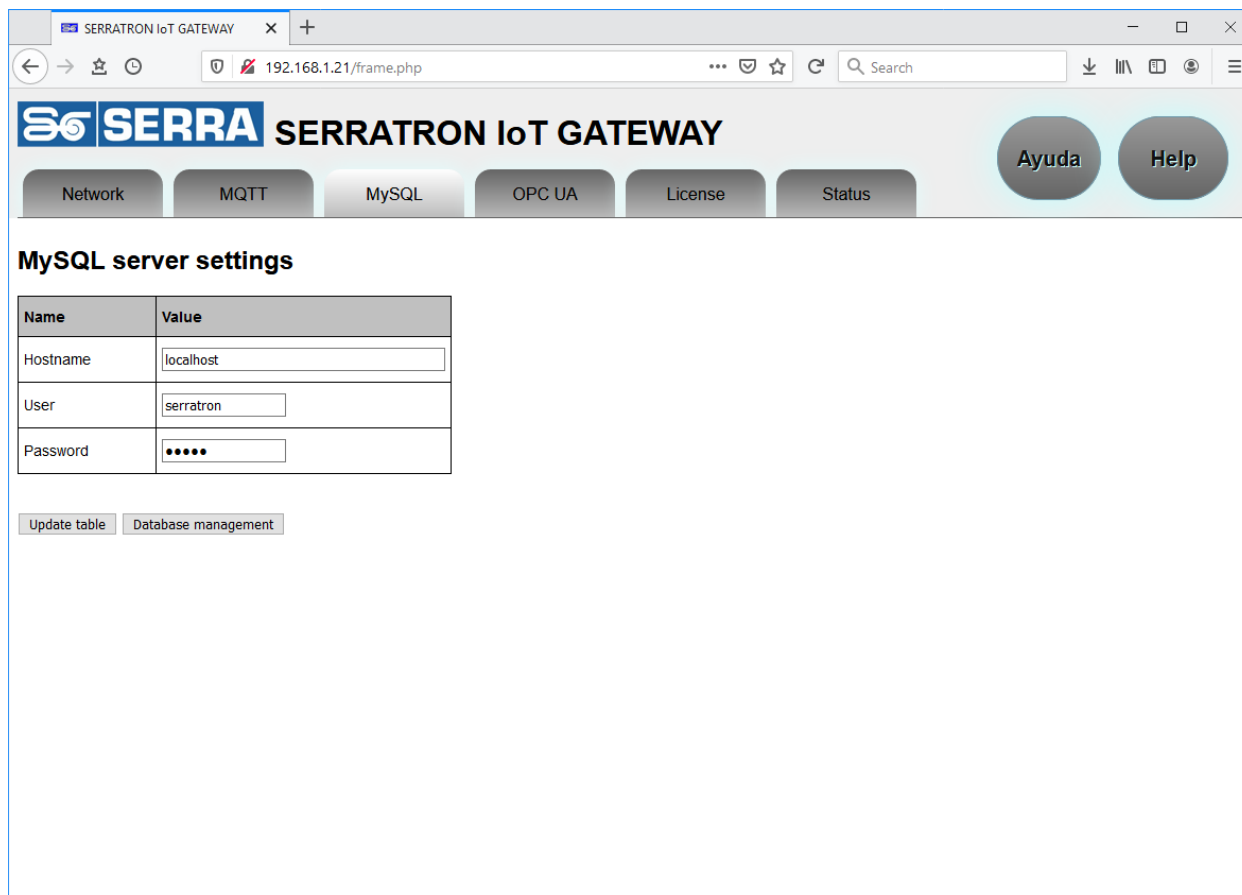 SERRATRON IoT GATEWAY
192.168.1.21/frame.php
Search
SERRA SERRATRON IoT GATEWAY
Ayuda Help
Network MQTT MySQL OPC UA License Status
MySQL server settings
Name Value
Hostname localhost
User serratron
Password •••••
Update table Database management